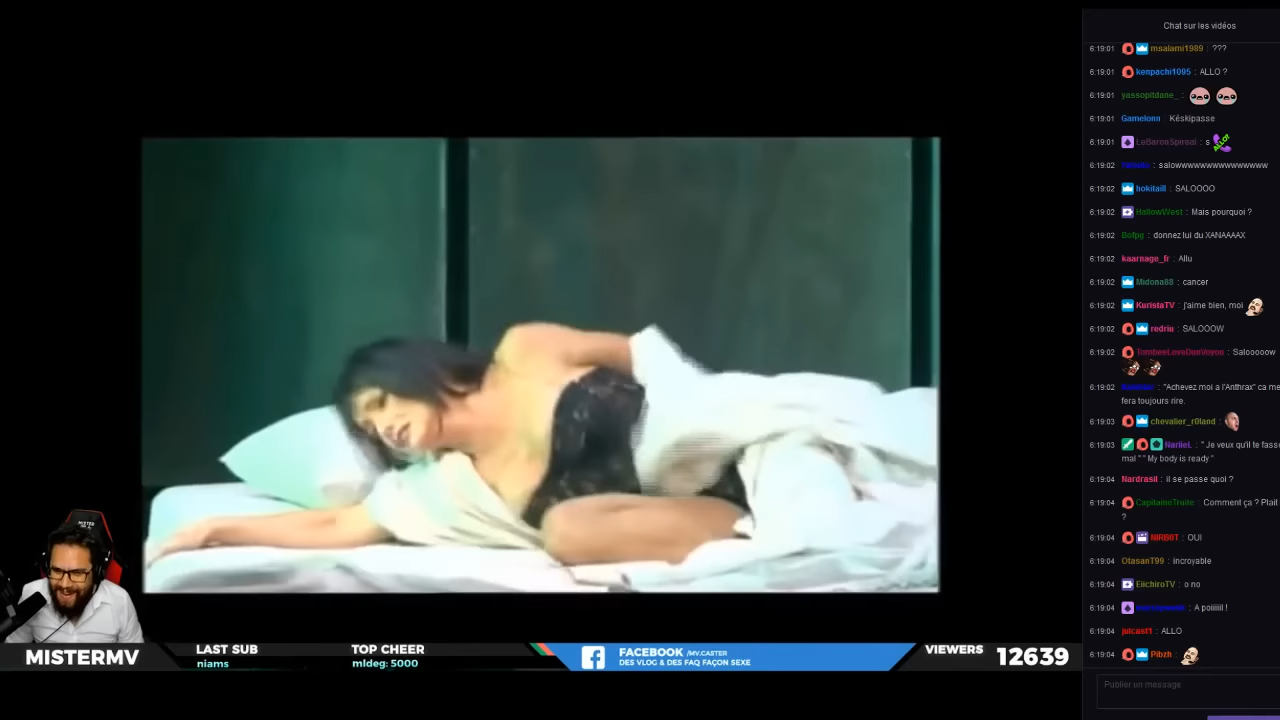 Chat sur les vidéos
6:19:01 msalami1989 : ???
6:19:01 kenpachi1095 : ALLO ?
6:19:01 yassopitdane_ :
6:19:01 Gamelonn : Késkipasse
6:19:01 LeBaronSpireal : s
6:19:02 : salowwwwwwwwwwwwwwww
6:19:02 hokitaill : SALOOOO
6:19:02 HallowWest : Mais pourquoi ?
6:19:02 Bofpg : donnez lui du XANAAAAX
6:19:02 kaarnage_fr : Allu
6:19:02 Midona88 : cancer
6:19:02 KuristaTV : j'aime bien, moi
6:19:02 redriu : SALOOOW
6:19:02 : Salooooow
6:19:02 : "Achevez moi a l'Anthrax" ca me
fera toujours rire.
6:19:03 chevalier_r0land :
6:19:03 NariieL : " Je veux qu'il te fasse
mal " " My body is ready "
6:19:04 Nardrasil : il se passe quoi ?
6:19:04 CapitaineTruite : Comment ça ? Plait
?
6:19:04 NIRB0T : OUI
6:19:04 OtasanT99 : incroyable
6:19:04 EiichiroTV : o no
6:19:04 : A poiiiiil !
6:19:04 juicast1 : ALLO
6:19:04 Pibzh :
Publier un message
MISTER
MV
MISTERMV
LAST SUB
niams
TOP CHEER
mldeg: 5000
FACEBOOK /MV.CASTER
DES VLOG & DES FAQ FAÇON SEXE
VIEWERS 12639